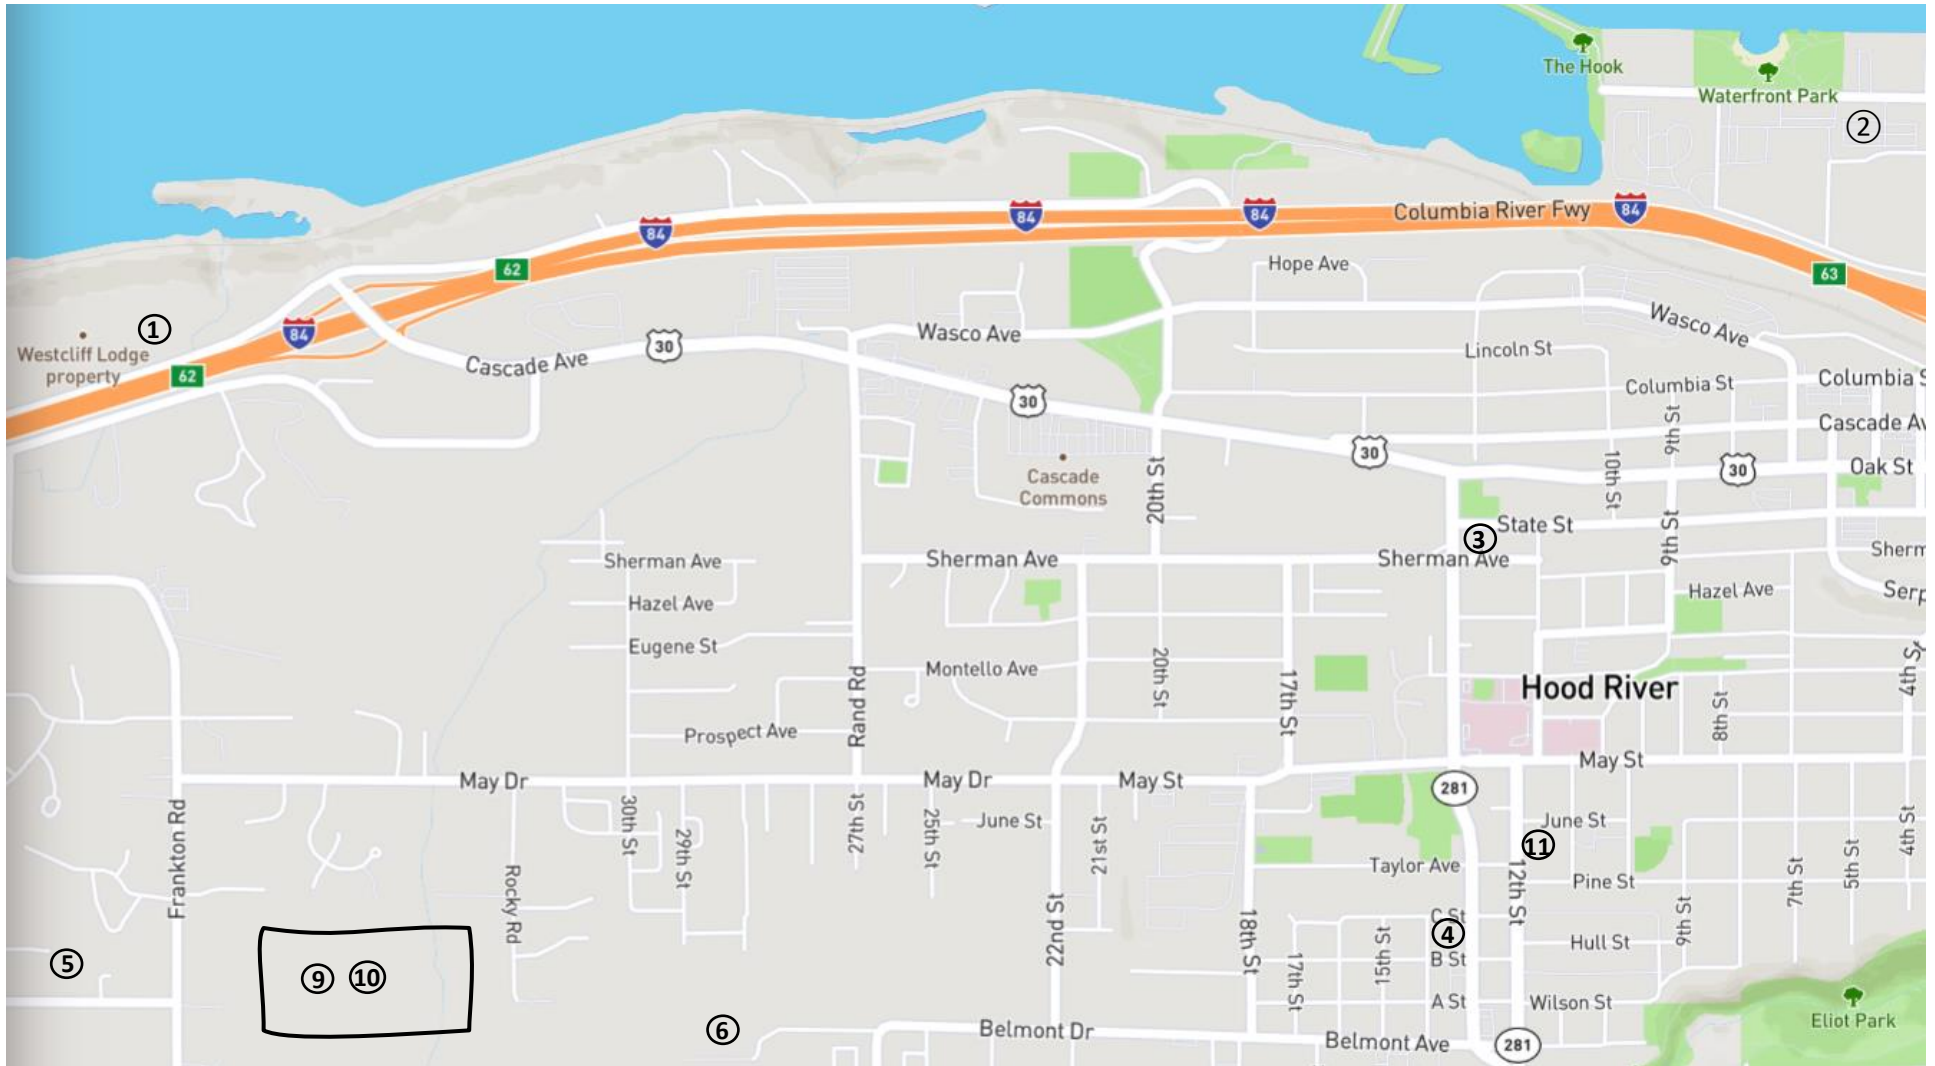 The Hook
Waterfront Park
②
84
84
84
Columbia River Fwy
84
62
Hope Ave
63
①
84
Wasco Ave
Wasco Ave
Westcliff Lodge
property
62
Cascade Ave
30
Lincoln St
Columbia St
Columbia S
30
9th St
Cascade Av
30
30
Oak St
Cascade
Commons
20th St
10th St
State St
③
9th St
Sherman Ave
Sherman Ave
Sherman Ave
Sherm
Hazel Ave
Hazel Ave
Serp
Eugene St
Montello Ave
20th St
17th St
Hood River
4th St
Rand Rd
8th St
Prospect Ave
May Dr
May Dr
May St
May St
281
Frankton Rd
30th St
29th St
27th St
25th St
June St
21st St
June St
⑪
4th St
Rocky Rd
Taylor Ave
12th St
Pine St
7th St
5th St
22nd St
18th St
C St
④
B St
9th St
Hull St
⑤
⑨ ⑩
17th St
15th St
A St
Wilson St
Eliot Park
⑥
Belmont Dr
Belmont Ave
281